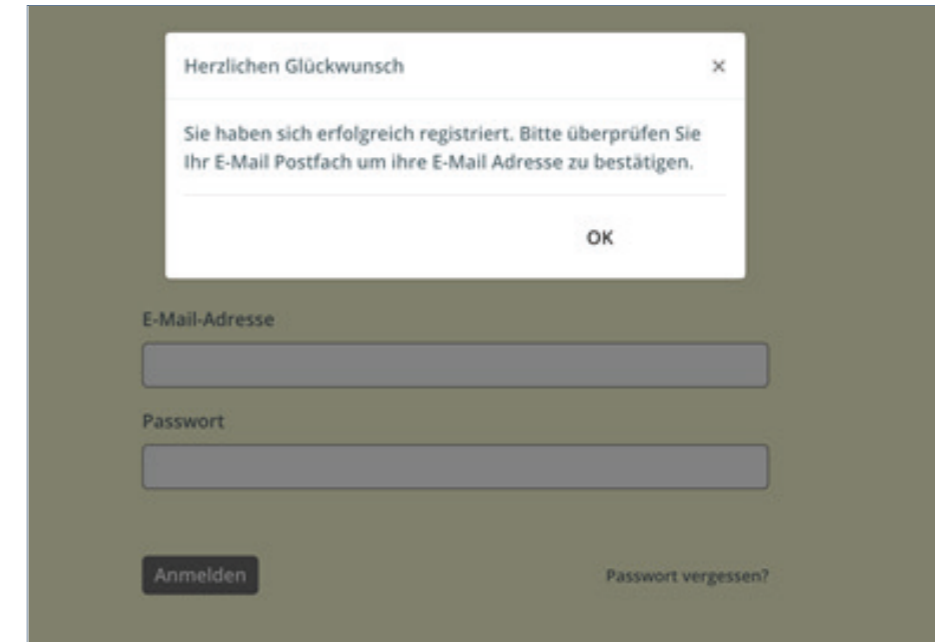 Herzlichen Glückwunsch ×
Sie haben sich erfolgreich registriert. Bitte überprüfen Sie
Ihr E-Mail Postfach um ihre E-Mail Adresse zu bestätigen.
OK
E-Mail-Adresse
Passwort
Anmelden Passwort vergessen?